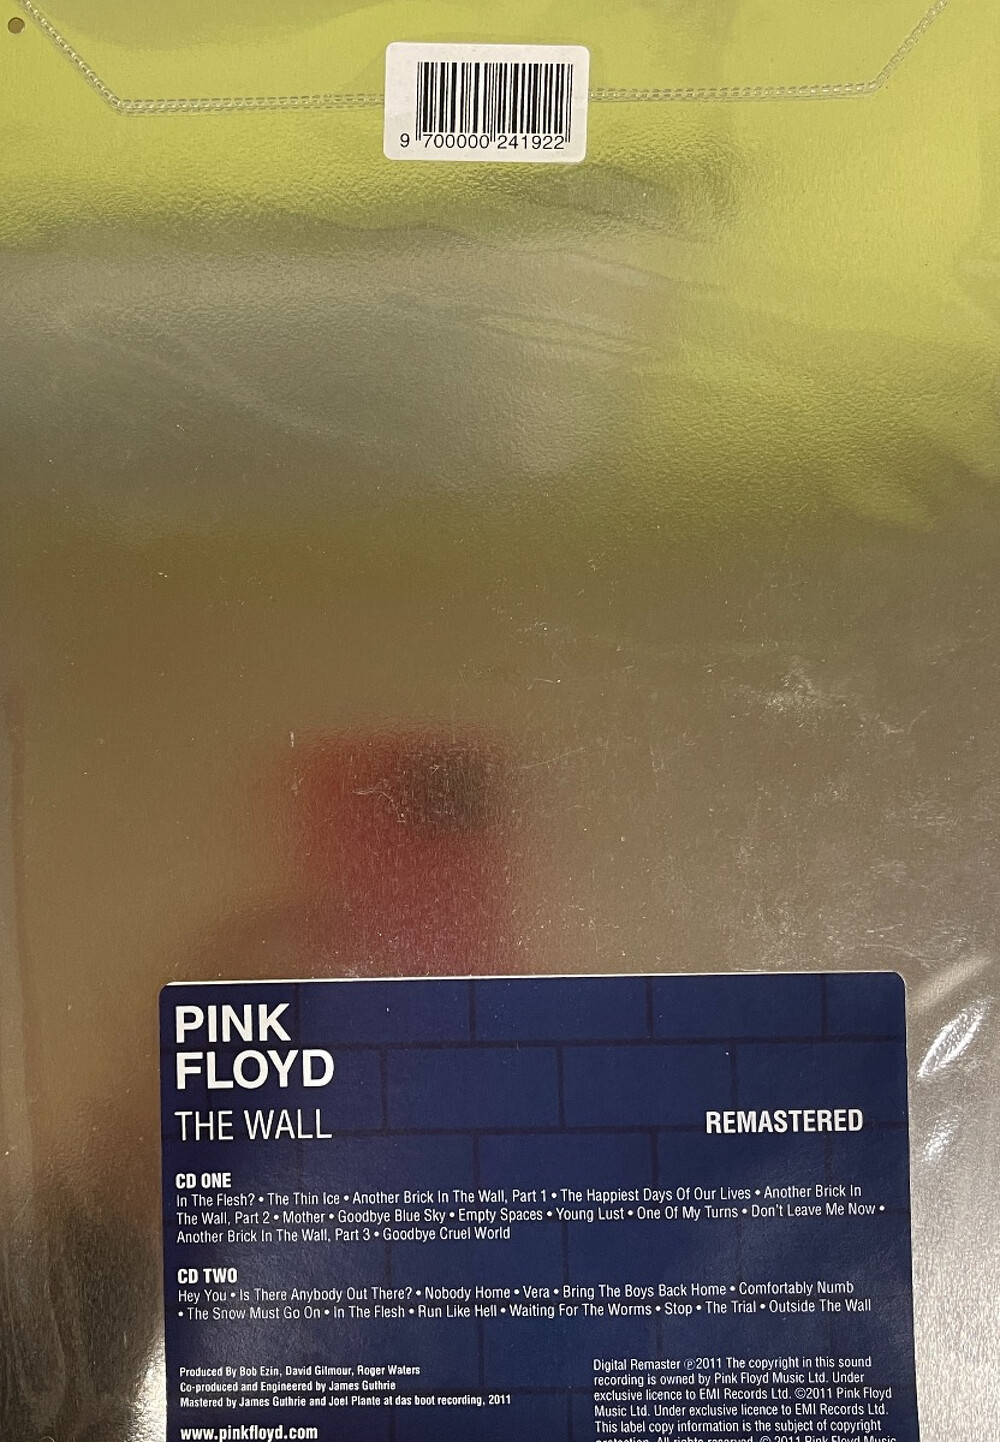 9 700000 241922
PINK
FLOYD
THE WALL
REMASTERED
CD ONE
In The Flesh? • The Thin Ice • Another Brick In The Wall, Part 1 • The Happiest Days Of Our Lives • Another Brick In
The Wall, Part 2 • Mother • Goodbye Blue Sky • Empty Spaces • Young Lust • One Of My Turns • Don't Leave Me Now •
Another Brick In The Wall, Part 3 • Goodbye Cruel World
CD TWO
Hey You • Is There Anybody Out There? • Nobody Home • Vera • Bring The Boys Back Home • Comfortably Numb
• The Snow Must Go On • In The Flesh • Run Like Hell • Waiting For The Worms • Stop • The Trial • Outside The Wall
Produced By Bob Ezin, David Gilmour, Roger Waters
Co-produced and Engineered by James Guthrie
Mastered by James Guthrie and Joel Plante at das boot recording, 2011
www.pinkfloyd.com
Digital Remaster ℗2011 The copyright in this sound
recording is owned by Pink Floyd Music Ltd. Under
exclusive licence to EMI Records Ltd. ©2011 Pink Floyd
Music Ltd. Under exclusive licence to EMI Records Ltd.
This label copy information is the subject of copyright
protection. All rights reserved. © 2011 Pink Floyd Music